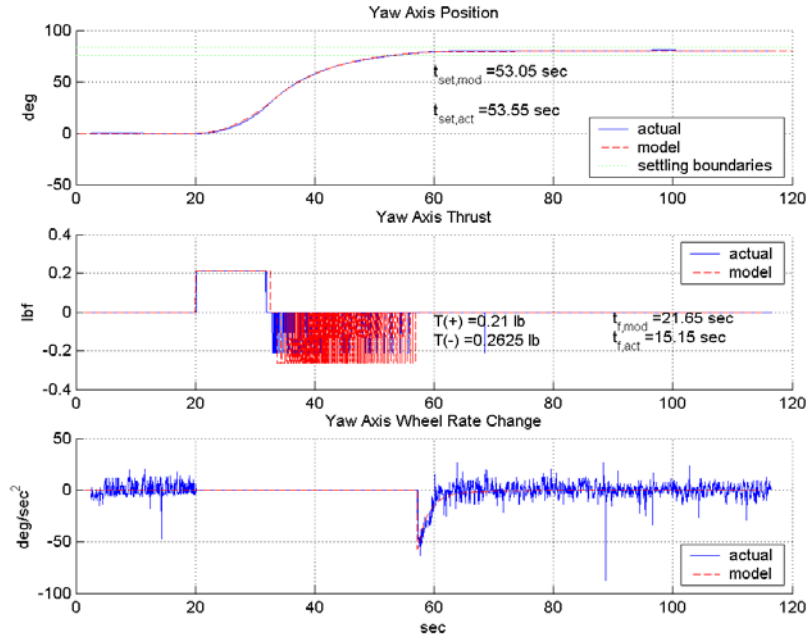 Yaw Axis Position
100
50
0
-50
deg
t_set,mod =53.05 sec
t_set,act =53.55 sec
actual
model
settling boundaries
0 20 40 60 80 100 120
Yaw Axis Thrust
0.4
0.2
0
-0.2
-0.4
lbf
T(+) =0.21 lb
T(-) =0.2625 lb
t_f,mod =21.65 sec
t_f,act =15.15 sec
actual
model
0 20 40 60 80 100 120
Yaw Axis Wheel Rate Change
50
0
-50
-100
deg/sec²
actual
model
0 20 40 60 80 100 120
sec